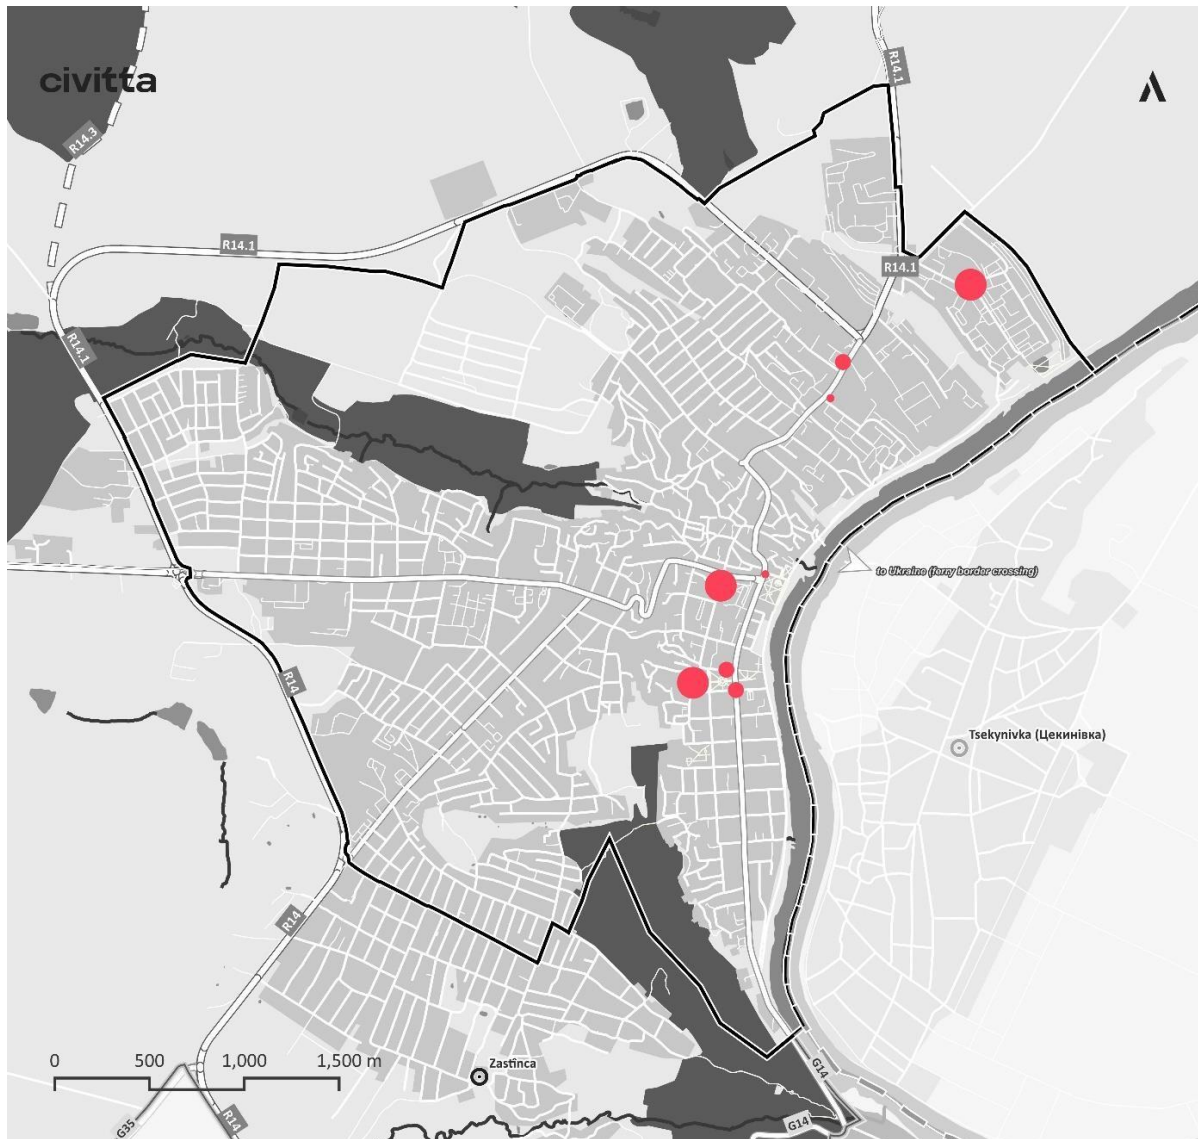 R14.1
civitta
R14.3
R14.1
R14.1
R14.1
to Ukraine (ferry border crossing)
R14
Tsekynivka (Цекинівка)
R14
0 500 1,000 1,500 m
Zastînca
G14
G35
R14
G14